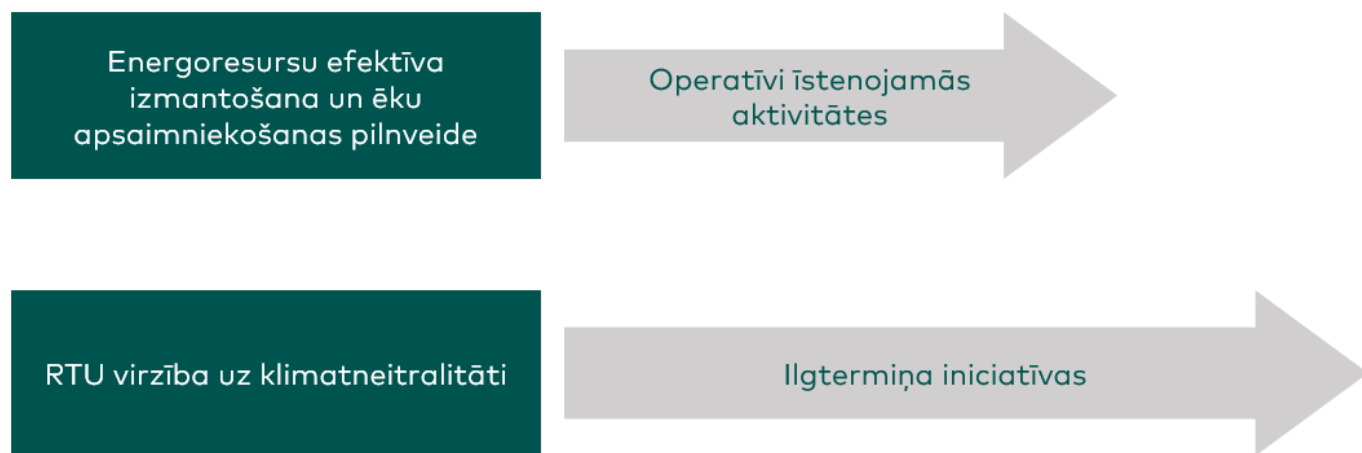 Energoresursu efektīva
izmantošana un ēku
apsaimniekošanas pilnveide
Operatīvi īstenojamās
aktivitātes
RTU virzība uz klimatneitralitāti
Ilgtermiņa iniciatīvas